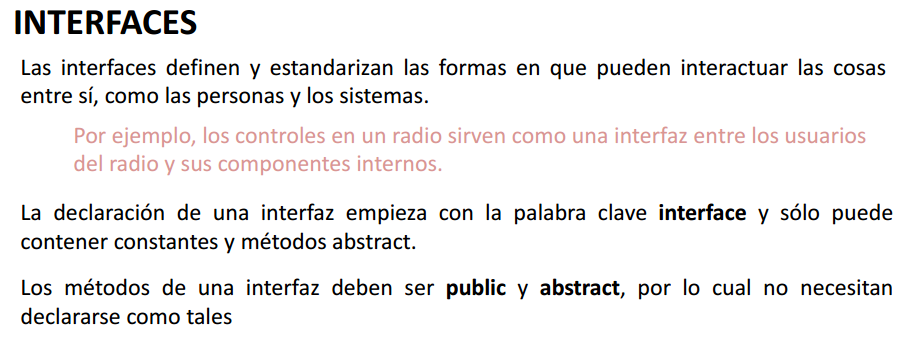 INTERFACES
Las interfaces definen y estandarizan las formas en que pueden interactuar las cosas
entre sí, como las personas y los sistemas.
Por ejemplo, los controles en un radio sirven como una interfaz entre los usuarios
del radio y sus componentes internos.
La declaración de una interfaz empieza con la palabra clave interface y sólo puede
contener constantes y métodos abstract.
Los métodos de una interfaz deben ser public y abstract, por lo cual no necesitan
declararse como tales